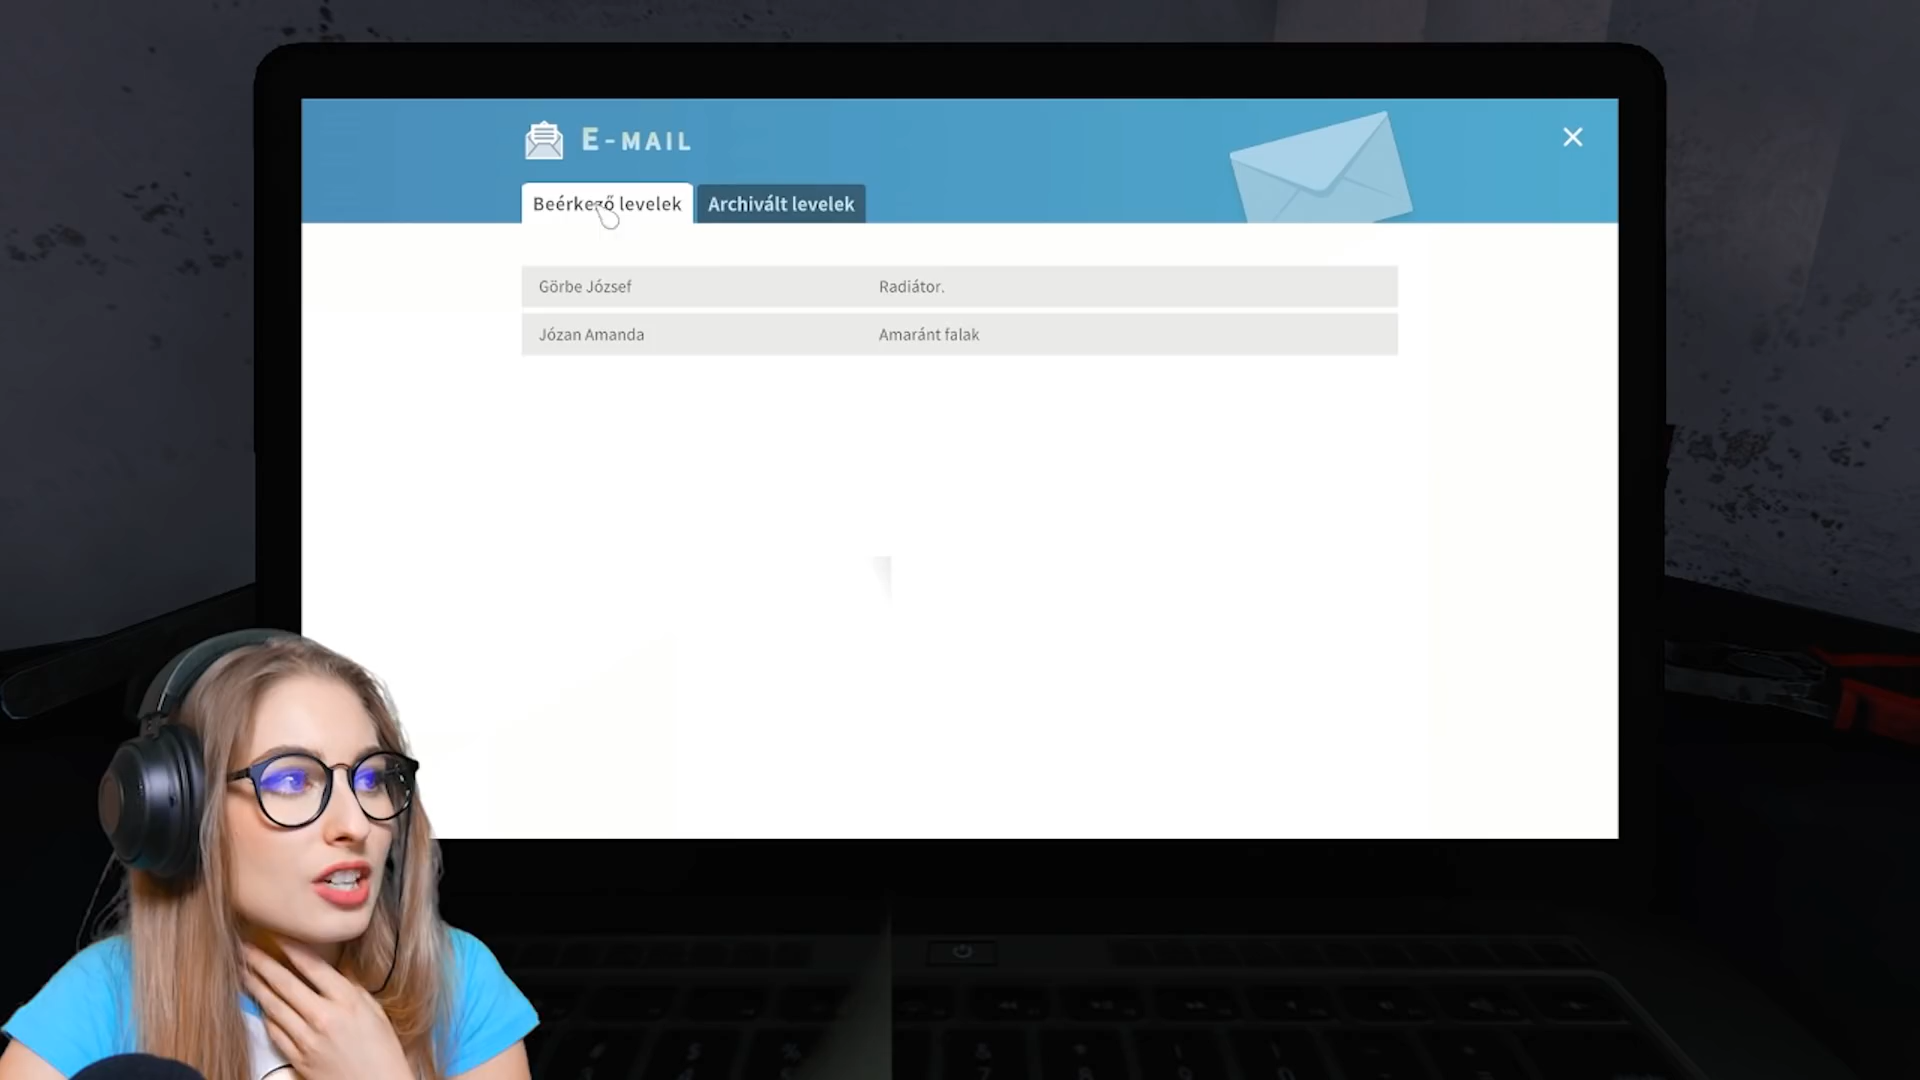 E-MAIL
Beérkező levelek
Archivált levelek
Görbe József
Radiátor.
Józan Amanda
Amaránt falak